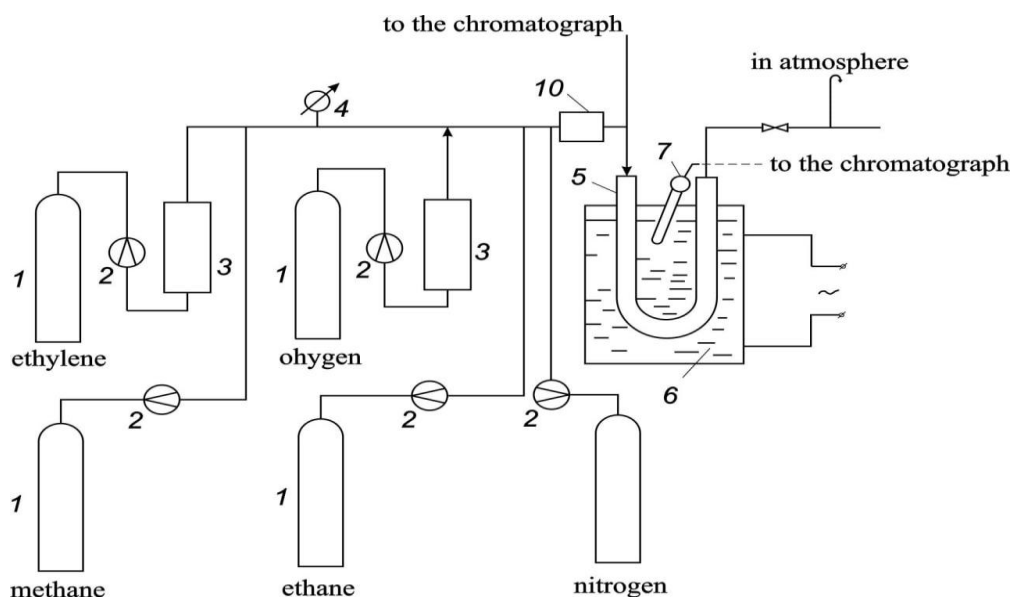 to the chromatograph
in atmosphere
10
4
7
to the chromatograph
5
1
2
3
1
2
3
ethylene
ohygen
6
2
2
2
1
1
methane
ethane
nitrogen
~